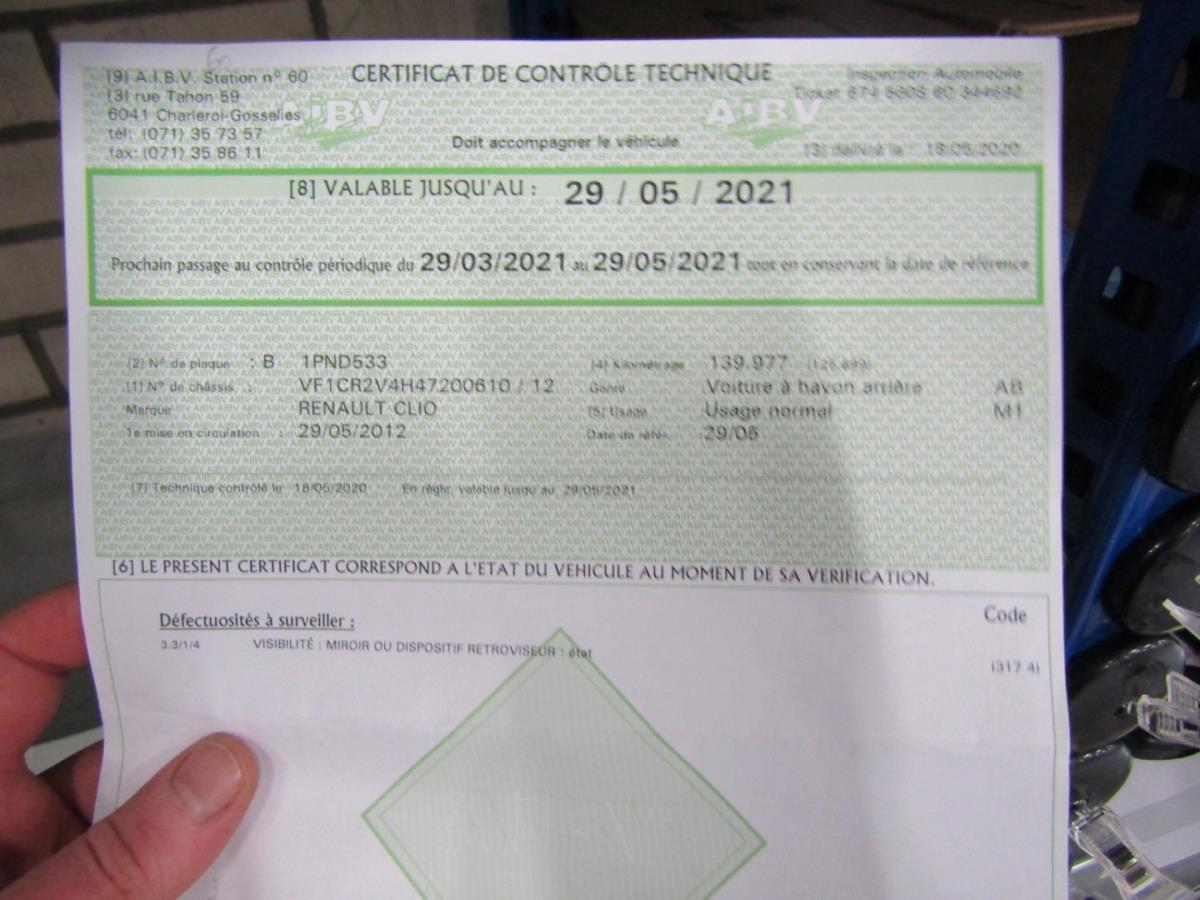 [9] A.I.B.V. Station n° 60
CERTIFICAT DE CONTRÔLE TECHNIQUE
Inspection Automobile
(3) rue Tahon 59
Ticket
6041 Charleroi-Gosselies
AiBV
AiBV
tél: (071) 35 73 57
Doit accompagner le véhicule
fax: (071) 35 86 11
[3] délivré le : 18/05/2020
[8] VALABLE JUSQU'AU : 29 / 05 / 2021
Prochain passage au contrôle périodique du 29/03/2021 au 29/05/2021 tout en conservant la date de référence
(2) N° de plaque : B 1PND533
(4) Kilométrage 139.977
(1) N° de châssis : VF1CR2V4H47200610 / 12
Genre Voiture à hayon arrière AB
Marque RENAULT CLIO
(5) Usage Usage normal M1
1e mise en circulation : 29/05/2012
Date de référ. 29/05
(7) Technique contrôlé le 18/05/2020 En règle, valable jusqu'au 29/05/2021
[6] LE PRESENT CERTIFICAT CORRESPOND A L'ETAT DU VEHICULE AU MOMENT DE SA VERIFICATION.
Défectuosités à surveiller :
Code
3.3/1/4 VISIBILITÉ : MIROIR OU DISPOSITIF RETROVISEUR : état
(317 4)